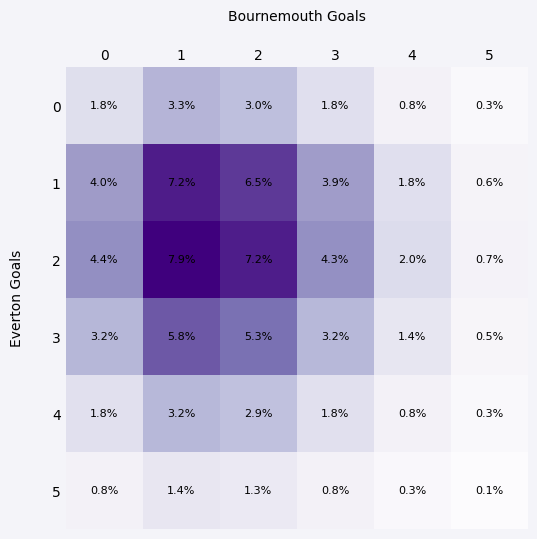 Bournemouth Goals
0 1 2 3 4 5
0 1.8% 3.3% 3.0% 1.8% 0.8% 0.3%
1 4.0% 7.2% 6.5% 3.9% 1.8% 0.6%
2 4.4% 7.9% 7.2% 4.3% 2.0% 0.7%
3 3.2% 5.8% 5.3% 3.2% 1.4% 0.5%
4 1.8% 3.2% 2.9% 1.8% 0.8% 0.3%
5 0.8% 1.4% 1.3% 0.8% 0.3% 0.1%
Everton Goals